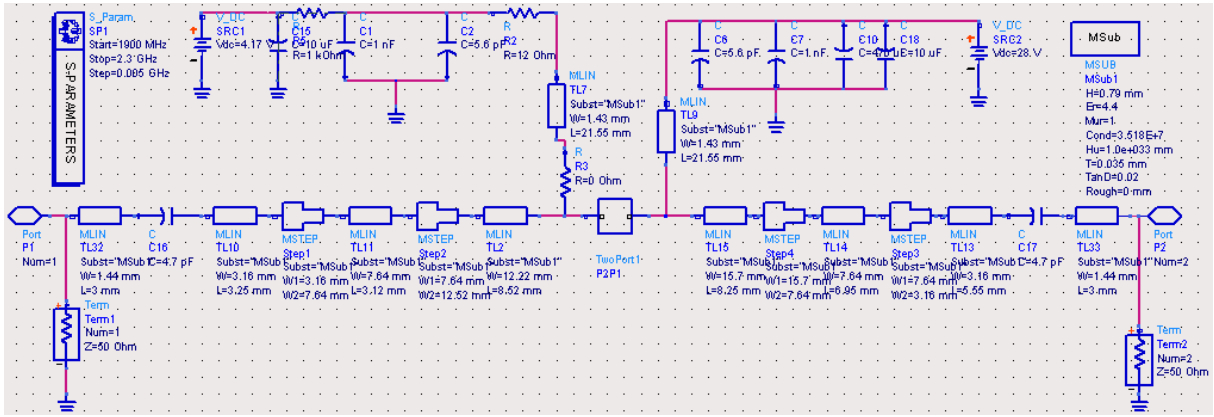 S_Param
SP1
Start=1900 MHz
Stop=2.3 GHz
Step=0.005 GHz
S-PARAMETERS
V_DC
SRC1
Vdc=4.17 V
C
C15
C=10 uF
R
R=1 kOhm
C
C1
C=1 nF
C
C2
C=5.6 pF
R
R2
R=12 Ohm
MLIN
TL7
Subst="MSub1"
W=1.43 mm
L=21.55 mm
R
R3
R=0 Ohm
MLIN
TL9
Subst="MSub1"
W=1.43 mm
L=21.55 mm
C
C6
C=5.6 pF
C
C7
C=1 nF
C
C10
C
C18
C=10 uF
V_DC
SRC2
Vdc=28 V
MSub
MSUB
MSub1
H=0.79 mm
Er=4.4
Mur=1
Cond=3.518E+7
Hu=1.0e+033 mm
T=0.035 mm
TanD=0.02
Rough=0 mm
Port
P1
Num=1
MLIN
TL32
Subst="MSub1"
W=1.44 mm
L=3 mm
C
C16
C=4.7 pF
MLIN
TL10
Subst="MSub1"
W=3.16 mm
L=3.25 mm
MSTEP
Step1
Subst="MSub1"
W1=3.16 mm
W2=7.64 mm
MLIN
TL11
Subst="MSub1"
W=7.64 mm
L=3.12 mm
MSTEP
Step2
Subst="MSub1"
W1=7.64 mm
W2=12.52 mm
MLIN
TL2
Subst="MSub1"
W=12.22 mm
L=8.52 mm
TwoPort1
P2P1
MLIN
TL15
Subst="MSub1"
W=15.7 mm
L=8.25 mm
MSTEP
Step4
Subst="MSub1"
W1=15.7 mm
W2=7.64 mm
MLIN
TL14
Subst="MSub1"
W=7.64 mm
L=6.95 mm
MSTEP
Step3
Subst="MSub1"
W1=7.64 mm
W2=3.16 mm
MLIN
TL13
Subst="MSub1"
W=3.16 mm
L=5.55 mm
C
C17
C=4.7 pF
MLIN
TL33
Subst="MSub1"
W=1.44 mm
L=3 mm
Port
P2
Num=2
Term
Term1
Num=1
Z=50 Ohm
Term
Term2
Num=2
Z=50 Ohm